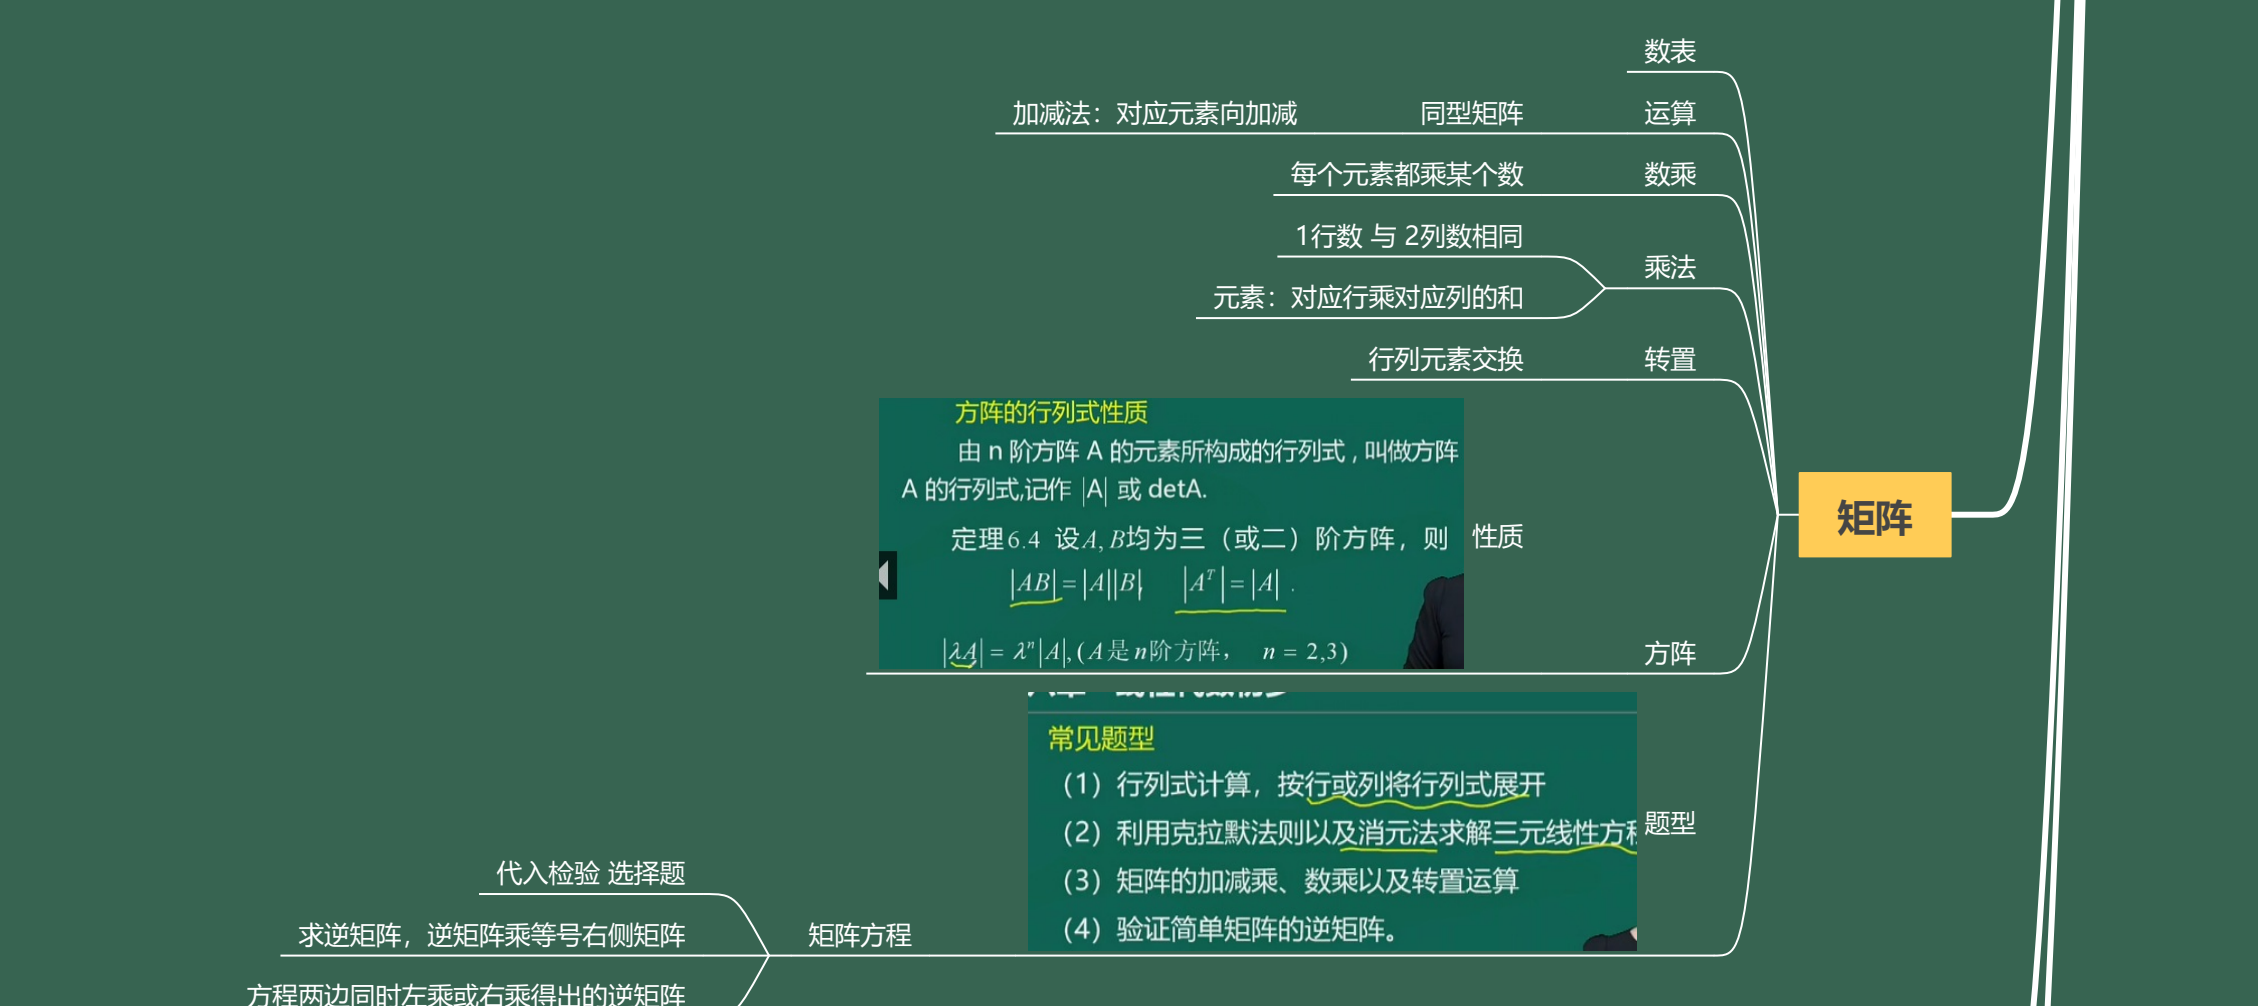 数表
加减法：对应元素向加减 同型矩阵 运算
每个元素都乘某个数 数乘
1行数 与 2列数相同
乘法
元素：对应行乘对应列的和
行列元素交换 转置
方阵的行列式性质
由 n 阶方阵 A 的元素所构成的行列式，叫做方阵
A 的行列式,记作 |A| 或 detA.
定理6.4 设A, B均为三（或二）阶方阵，则
性质
|AB| = |A||B|, |Aᵀ| = |A| .
|λA| = λⁿ|A|, (A是n阶方阵， n = 2,3)
方阵
矩阵
常见题型
（1）行列式计算，按行或列将行列式展开
（2）利用克拉默法则以及消元法求解三元线性方
题型
（3）矩阵的加减乘、数乘以及转置运算
（4）验证简单矩阵的逆矩阵。
代入检验 选择题
求逆矩阵，逆矩阵乘等号右侧矩阵
矩阵方程
方程两边同时左乘或右乘得出的逆矩阵